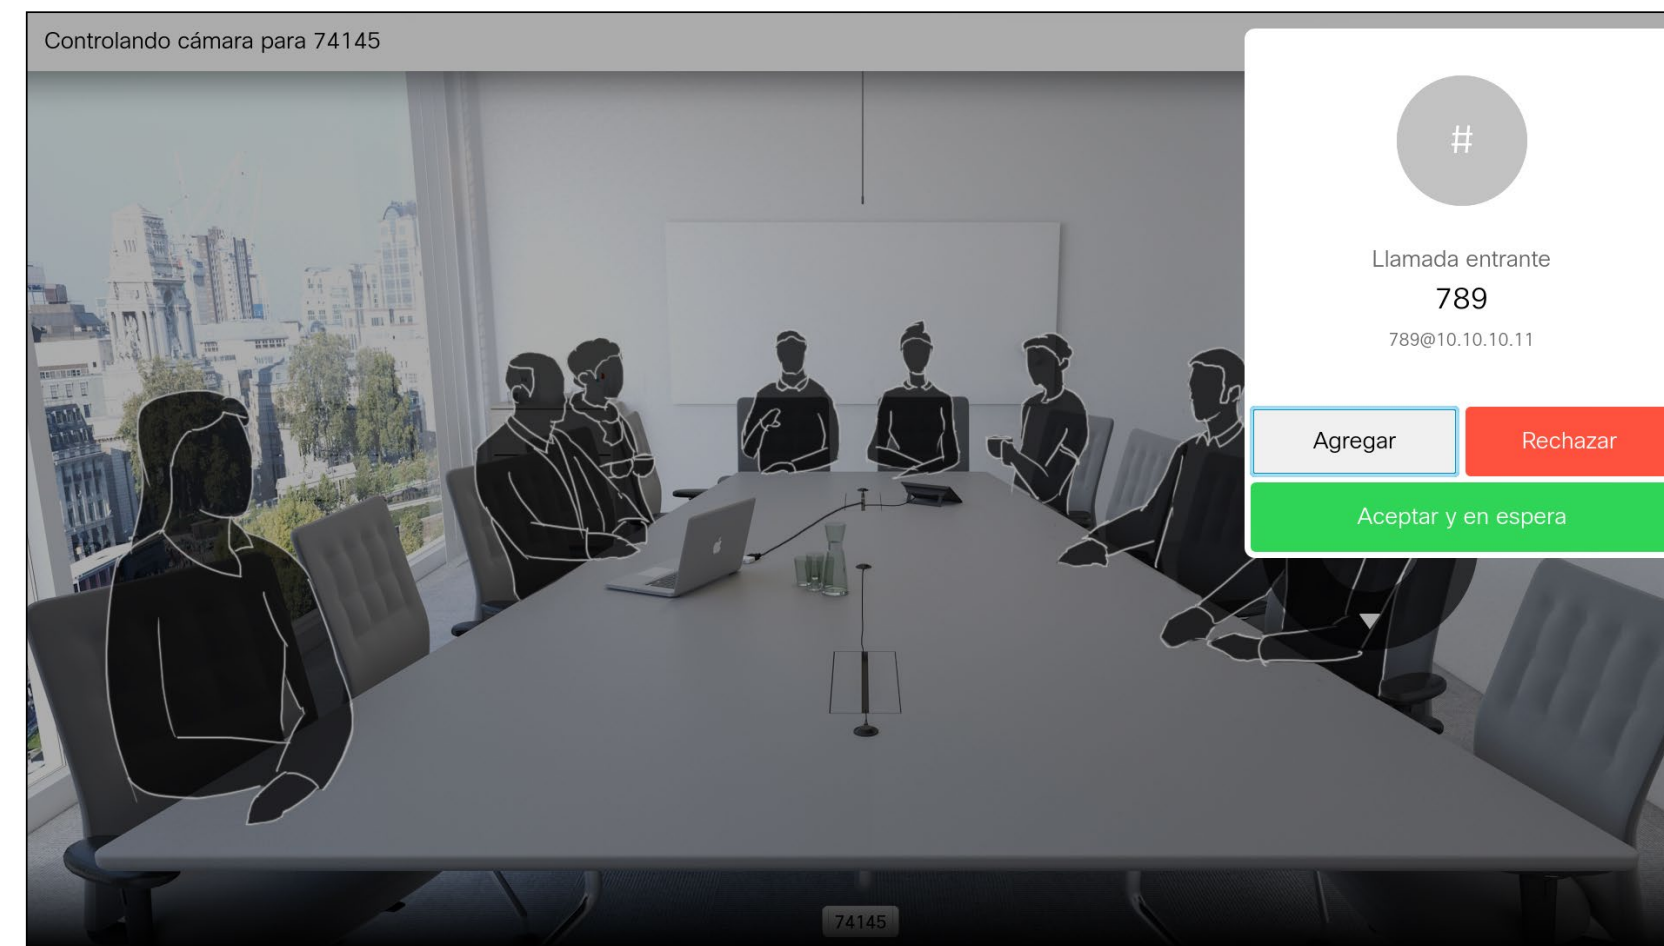 Controlando cámara para 74145
#
Llamada entrante
789
789@10.10.10.11
Agregar
Rechazar
Aceptar y en espera
74145